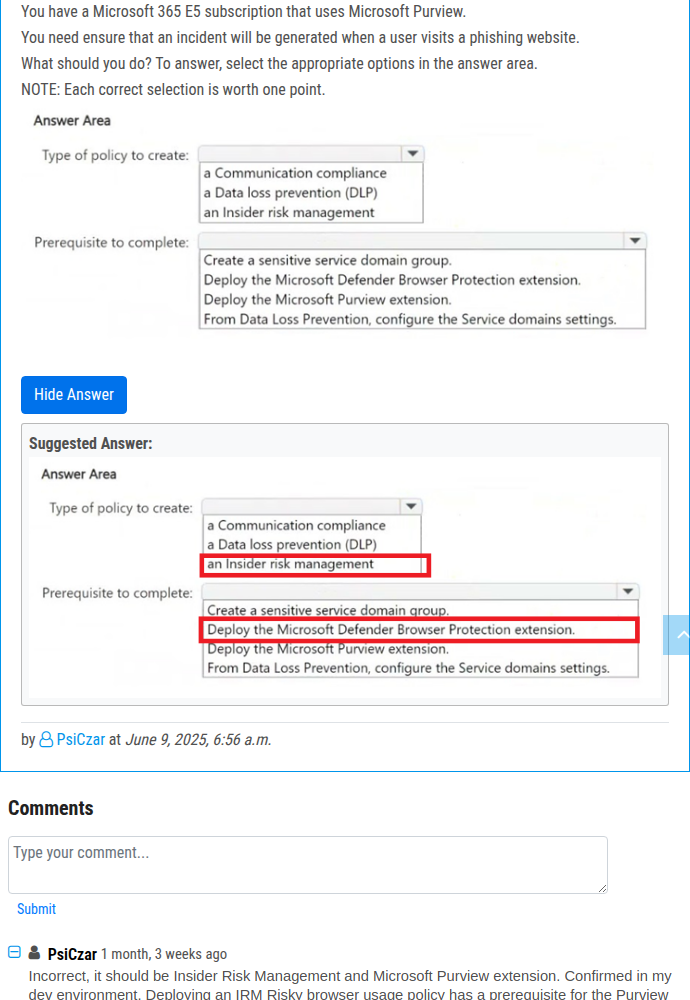 You have a Microsoft 365 E5 subscription that uses Microsoft Purview.
You need ensure that an incident will be generated when a user visits a phishing website.
What should you do? To answer, select the appropriate options in the answer area.
NOTE: Each correct selection is worth one point.
Answer Area
Type of policy to create:
a Communication compliance
a Data loss prevention (DLP)
an Insider risk management
Prerequisite to complete:
Create a sensitive service domain group.
Deploy the Microsoft Defender Browser Protection extension.
Deploy the Microsoft Purview extension.
From Data Loss Prevention, configure the Service domains settings.
Hide Answer
Suggested Answer:
Answer Area
Type of policy to create:
a Communication compliance
a Data loss prevention (DLP)
an Insider risk management
Prerequisite to complete:
Create a sensitive service domain group.
Deploy the Microsoft Defender Browser Protection extension.
Deploy the Microsoft Purview extension.
From Data Loss Prevention, configure the Service domains settings.
by PsiCzar at June 9, 2025, 6:56 a.m.
Comments
Type your comment...
Submit
PsiCzar 1 month, 3 weeks ago
Incorrect, it should be Insider Risk Management and Microsoft Purview extension. Confirmed in my
dev environment. Deploying an IRM Risky browser usage policy has a prerequisite for the Purview